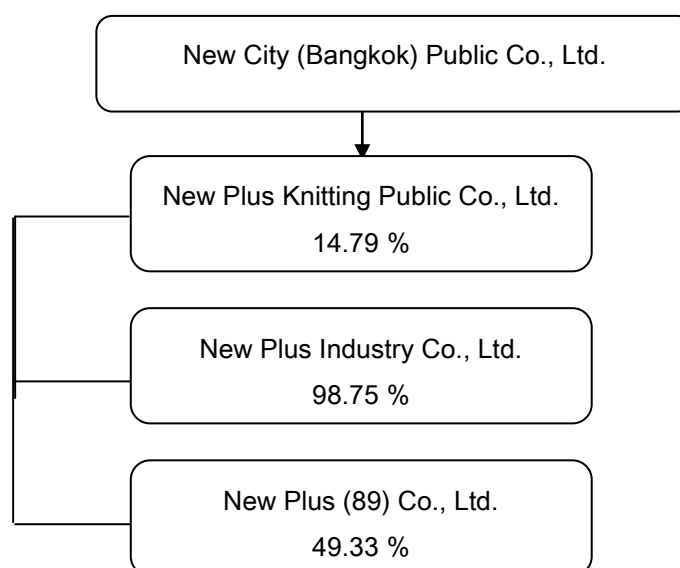 New City (Bangkok) Public Co., Ltd.
New Plus Knitting Public Co., Ltd.
14.79 %
New Plus Industry Co., Ltd.
98.75 %
New Plus (89) Co., Ltd.
49.33 %